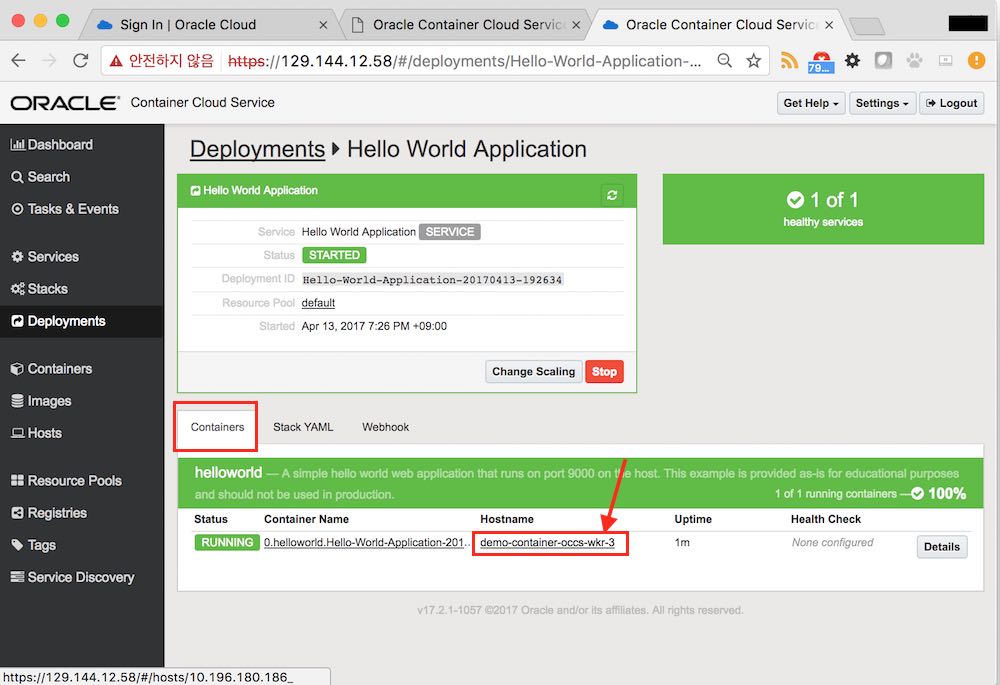 Sign In | Oracle Cloud
Oracle Container Cloud Servic
Oracle Container Cloud Servic
안전하지 않음 https://129.144.12.58/#/deployments/Hello-World-Application-...
79...
ORACLE® Container Cloud Service
Get Help
Settings
Logout
Dashboard
Search
Tasks & Events
Services
Stacks
Deployments
Containers
Images
Hosts
Resource Pools
Registries
Tags
Service Discovery
Deployments Hello World Application
Hello World Application
Service Hello World Application SERVICE
Status STARTED
Deployment ID Hello-World-Application-20170413-192634
Resource Pool default
Started Apr 13, 2017 7:26 PM +09:00
Change Scaling Stop
1 of 1
healthy services
Containers Stack YAML Webhook
helloworld — A simple hello world web application that runs on port 9000 on the host. This example is provided as-is for educational purposes
and should not be used in production.
1 of 1 running containers — 100%
Status Container Name Hostname Uptime Health Check
RUNNING 0.helloworld.Hello-World-Application-201... demo-container-occs-wkr-3 1m None configured Details
v17.2.1-1057 ©2017 Oracle and/or its affiliates. All rights reserved.
https://129.144.12.58/#/hosts/10.196.180.186_